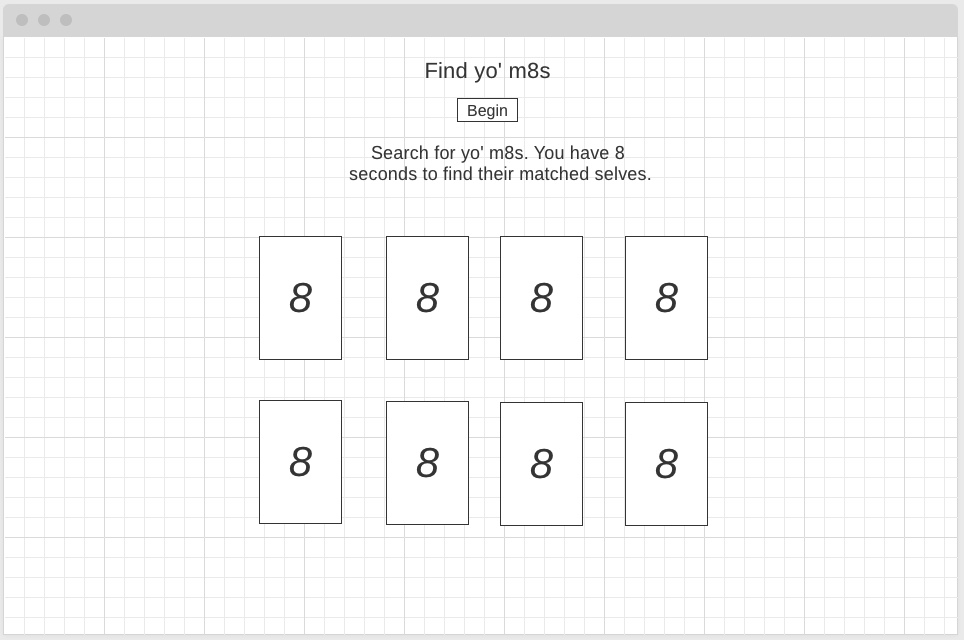 Find yo' m8s
Begin
Search for yo' m8s. You have 8
seconds to find their matched selves.
8 8 8 8
8 8 8 8